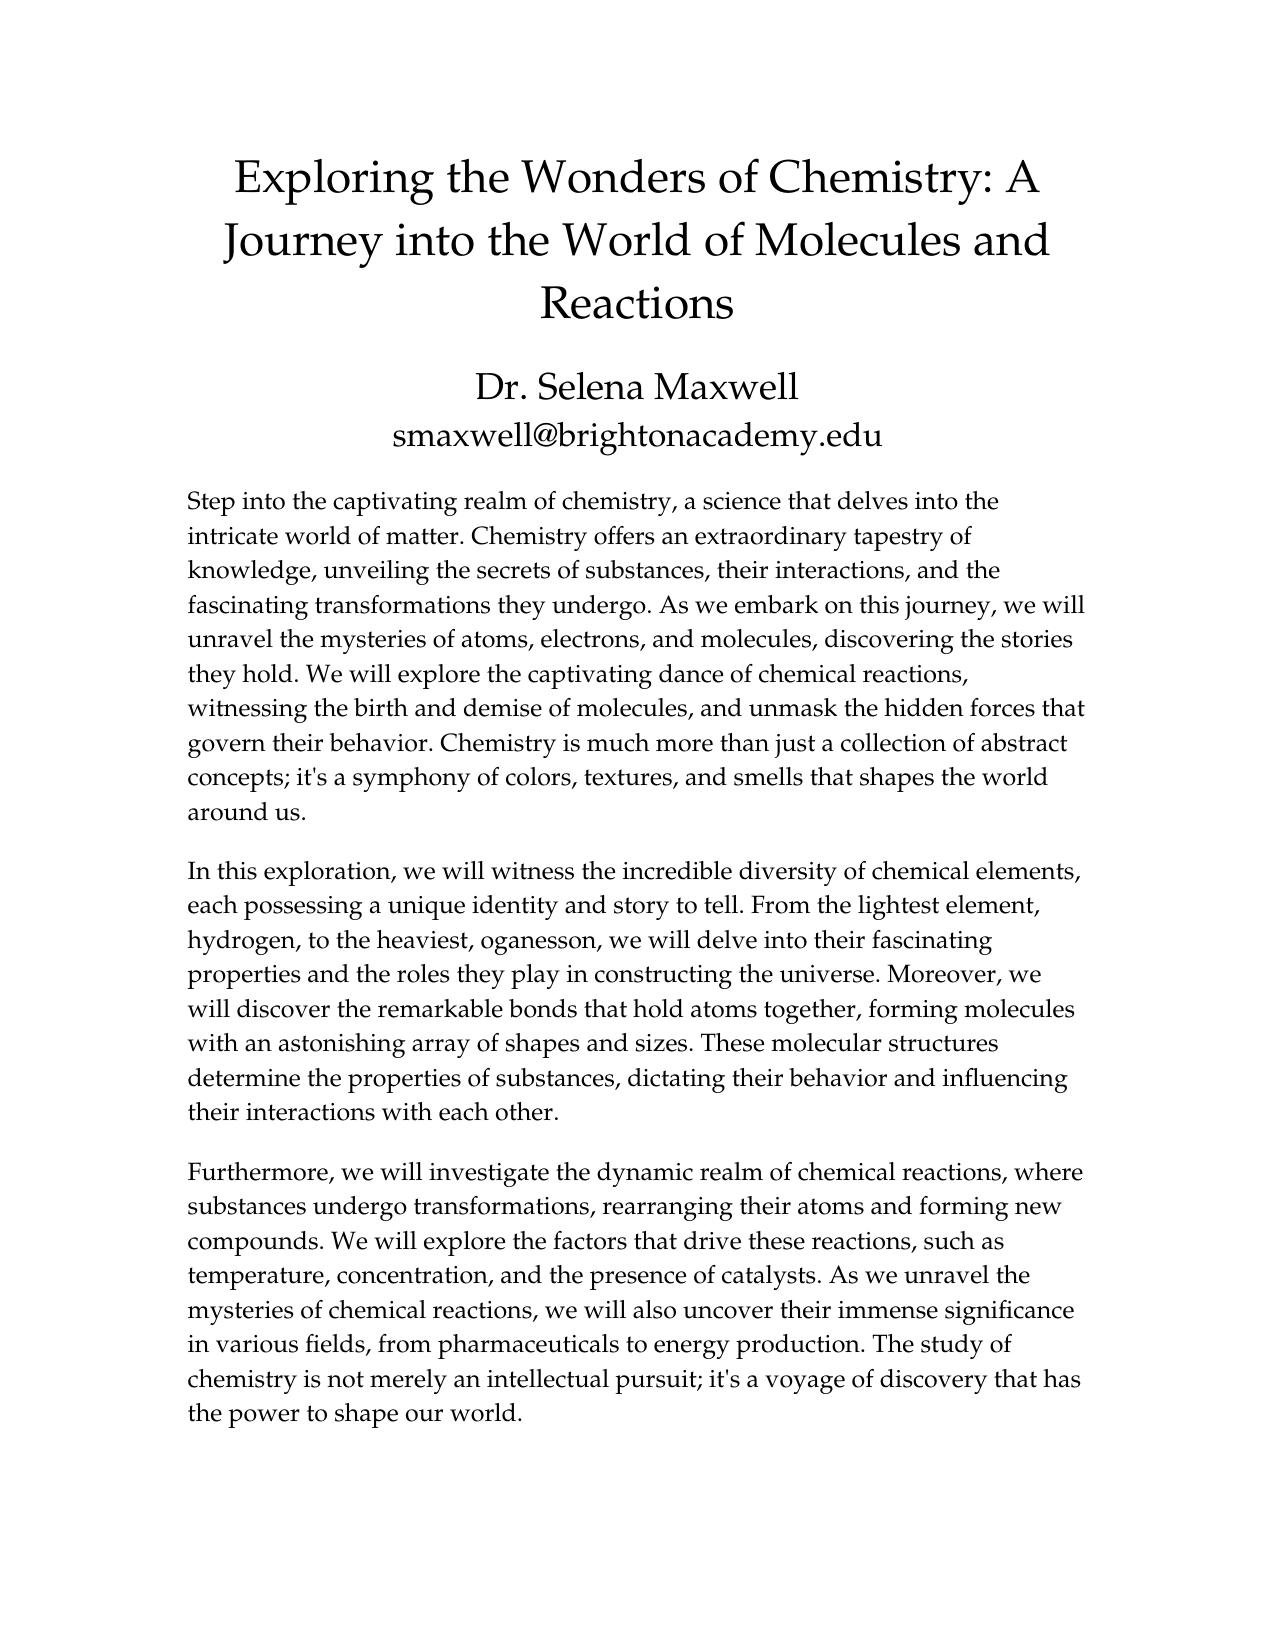 Exploring the Wonders of Chemistry: A
Journey into the World of Molecules and
Reactions
Dr. Selena Maxwell
smaxwell@brightonacademy.edu
Step into the captivating realm of chemistry, a science that delves into the
intricate world of matter. Chemistry offers an extraordinary tapestry of
knowledge, unveiling the secrets of substances, their interactions, and the
fascinating transformations they undergo. As we embark on this journey, we will
unravel the mysteries of atoms, electrons, and molecules, discovering the stories
they hold. We will explore the captivating dance of chemical reactions,
witnessing the birth and demise of molecules, and unmask the hidden forces that
govern their behavior. Chemistry is much more than just a collection of abstract
concepts; it's a symphony of colors, textures, and smells that shapes the world
around us.
In this exploration, we will witness the incredible diversity of chemical elements,
each possessing a unique identity and story to tell. From the lightest element,
hydrogen, to the heaviest, oganesson, we will delve into their fascinating
properties and the roles they play in constructing the universe. Moreover, we
will discover the remarkable bonds that hold atoms together, forming molecules
with an astonishing array of shapes and sizes. These molecular structures
determine the properties of substances, dictating their behavior and influencing
their interactions with each other.
Furthermore, we will investigate the dynamic realm of chemical reactions, where
substances undergo transformations, rearranging their atoms and forming new
compounds. We will explore the factors that drive these reactions, such as
temperature, concentration, and the presence of catalysts. As we unravel the
mysteries of chemical reactions, we will also uncover their immense significance
in various fields, from pharmaceuticals to energy production. The study of
chemistry is not merely an intellectual pursuit; it's a voyage of discovery that has
the power to shape our world.